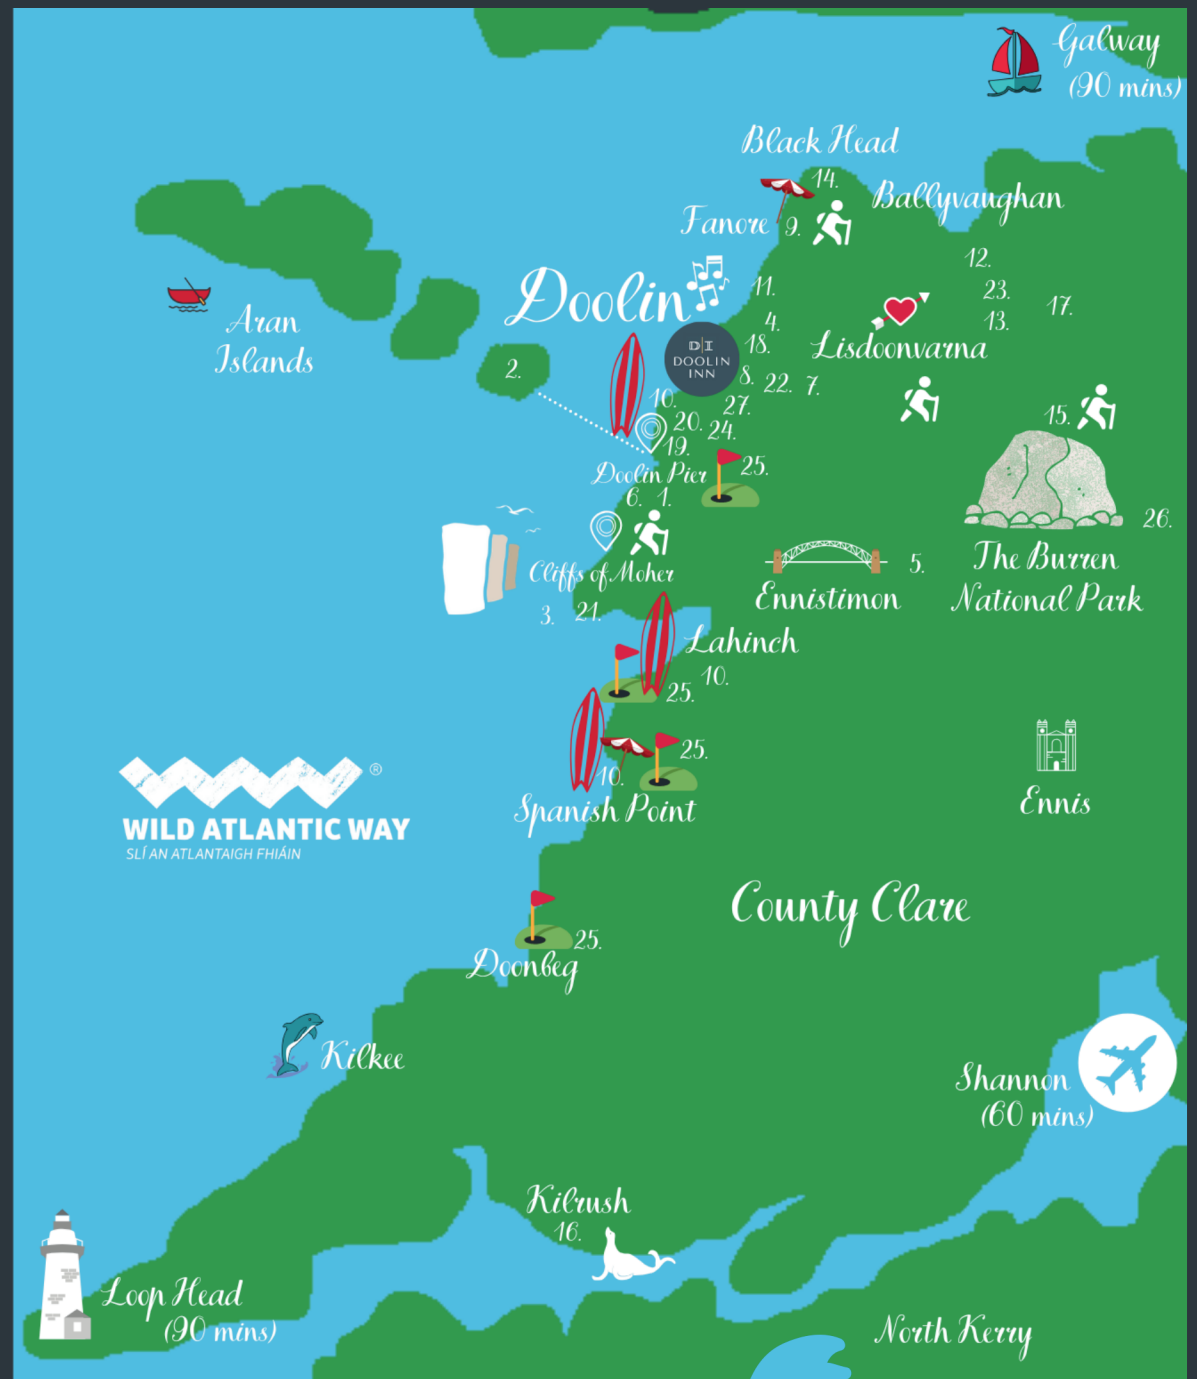 Galway
(90 mins)
Black Head
14.
Ballyvaughan
Fanore 9.
12.
Doolin
11.
23.
17.
Aran
Islands
4.
13.
D|I
DOOLIN
INN
18.
Lisdoonvarna
2.
8. 22. 7.
10.
27.
20. 24.
15.
19.
Doolin Pier
25.
6. 1.
26.
Cliffs of Moher
5.
The Burren
National Park
Ennistimon
3. 21.
Lahinch
10.
25.
25.
10.
Spanish Point
Ennis
®
WILD ATLANTIC WAY
SLÍ AN ATLANTAIGH FHIÁIN
County Clare
25.
Doonbeg
Kilkee
Shannon
(60 mins)
Kilrush
16.
Loop Head
(90 mins)
North Kerry